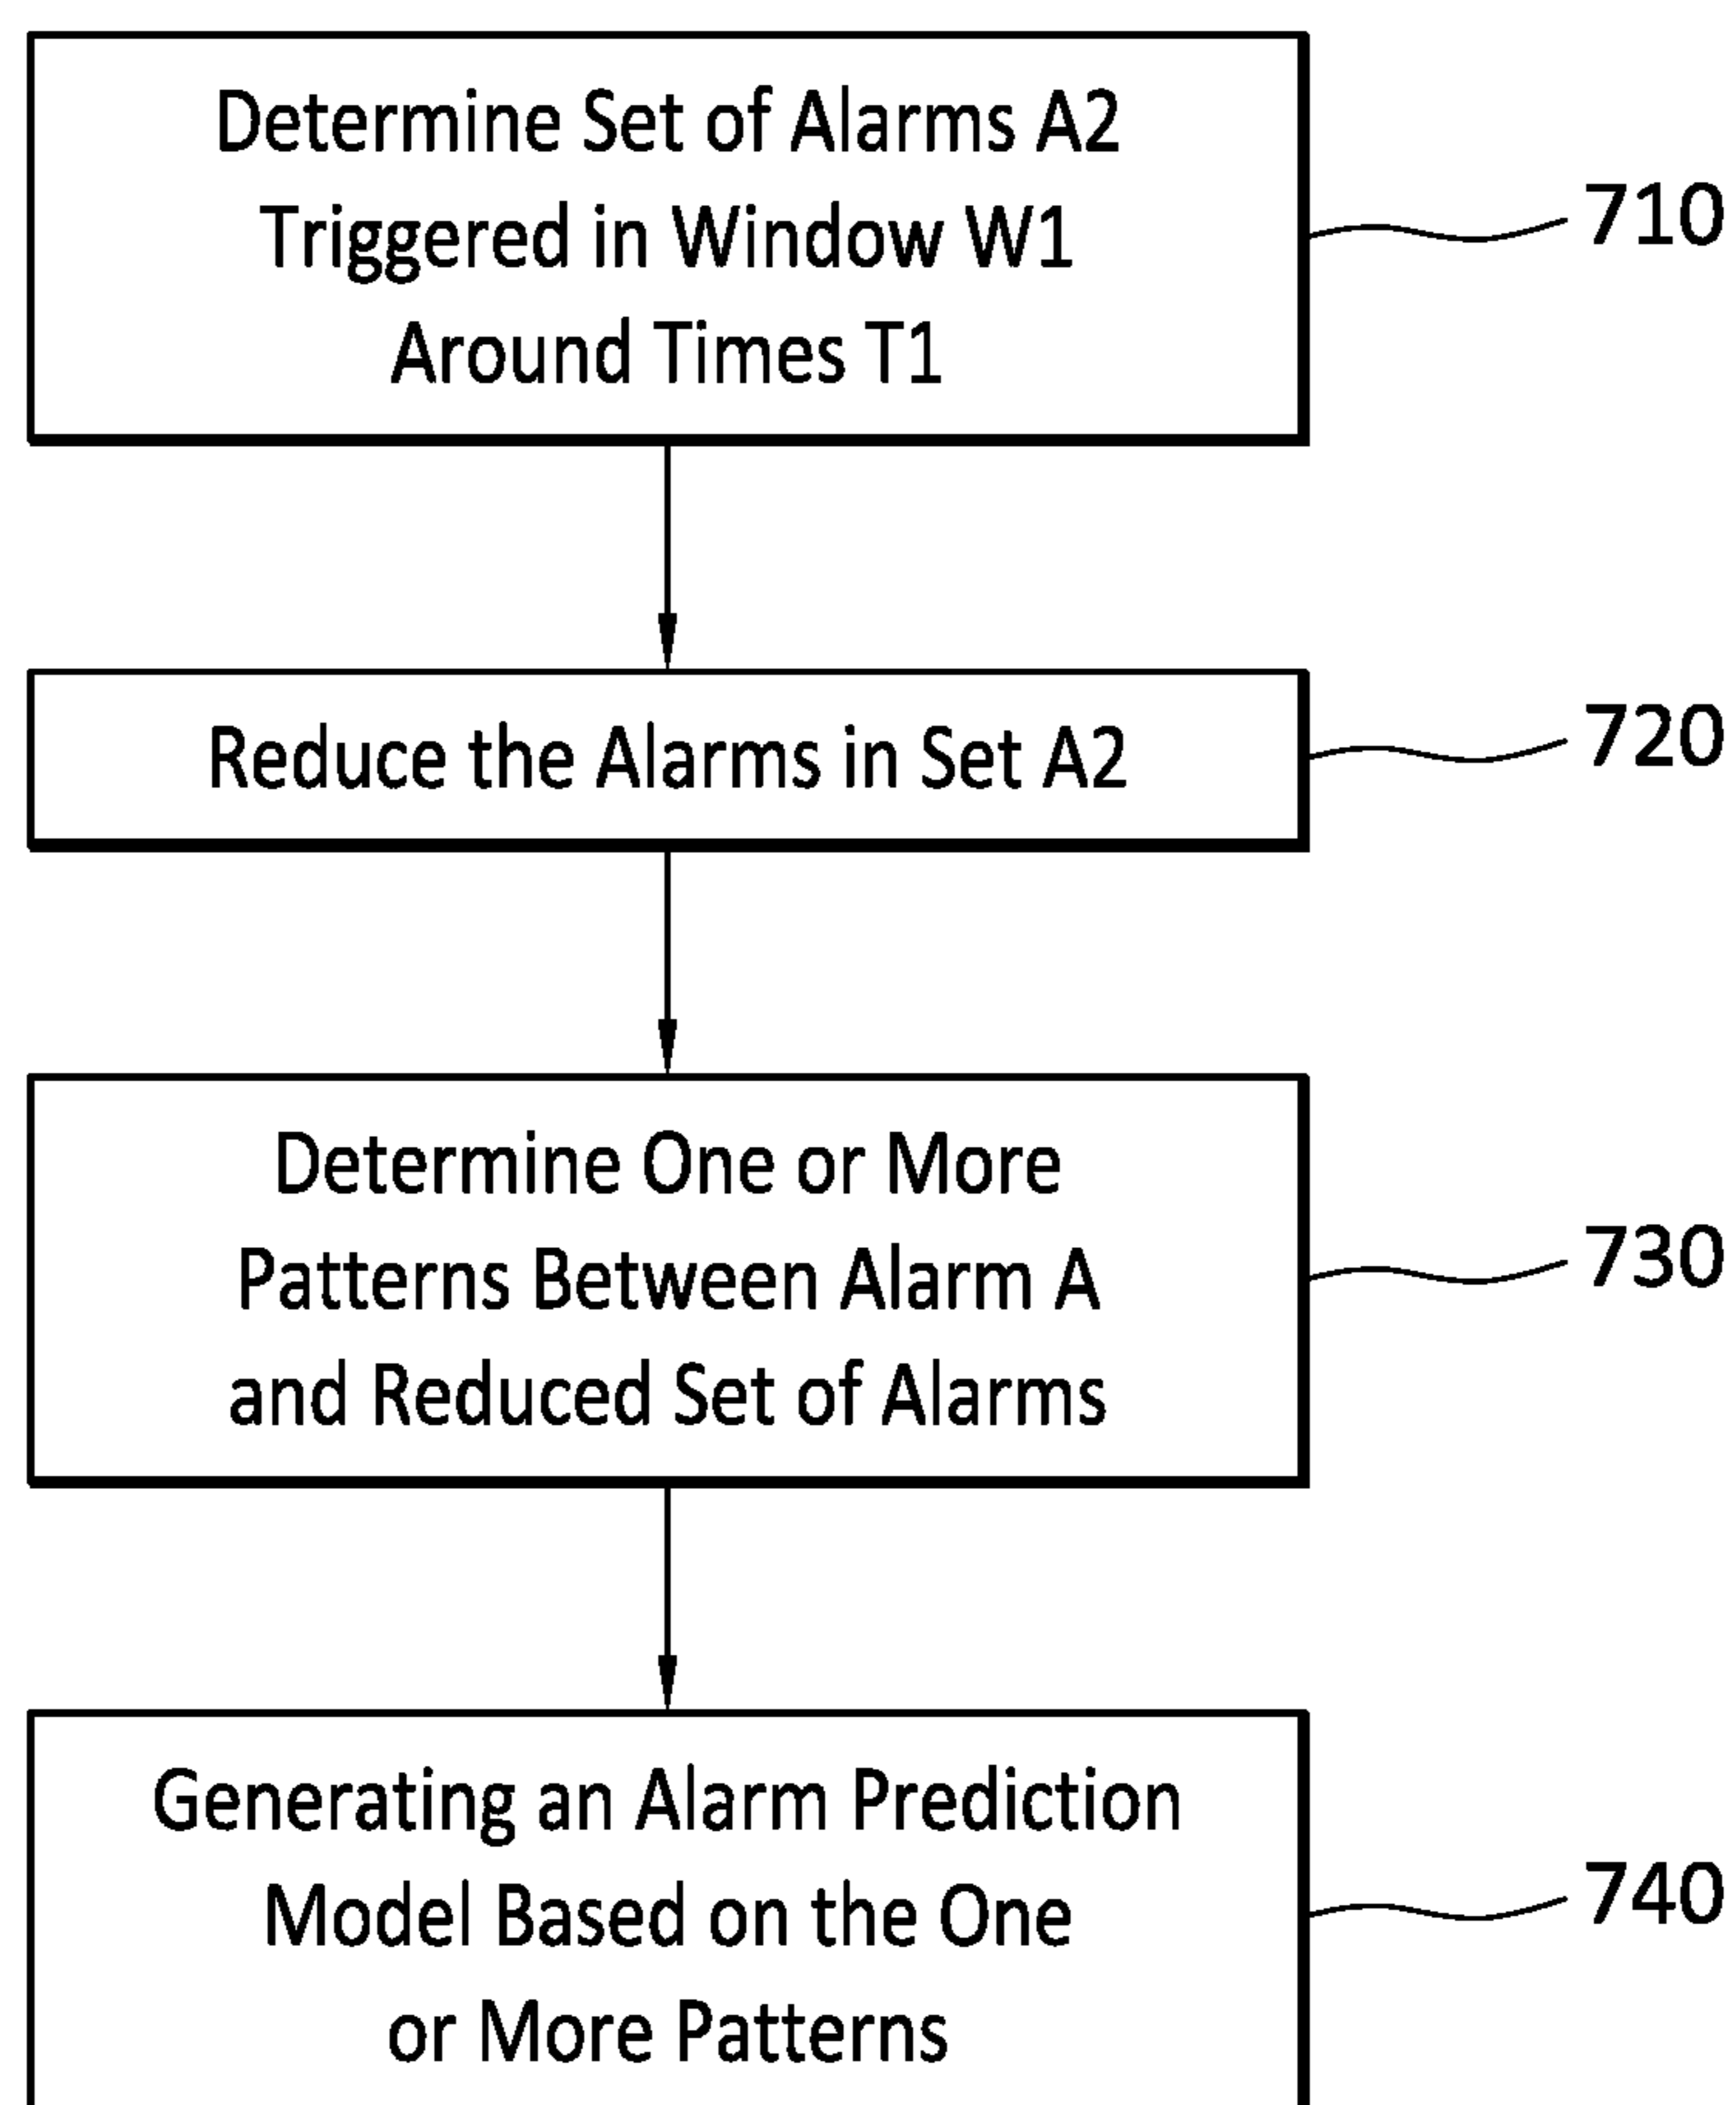 Determine Set of Alarms A2
Triggered in Window W1
Around Times T1
710
Reduce the Alarms in Set A2
720
Determine One or More
Patterns Between Alarm A
and Reduced Set of Alarms
730
Generating an Alarm Prediction
Model Based on the One
or More Patterns
740